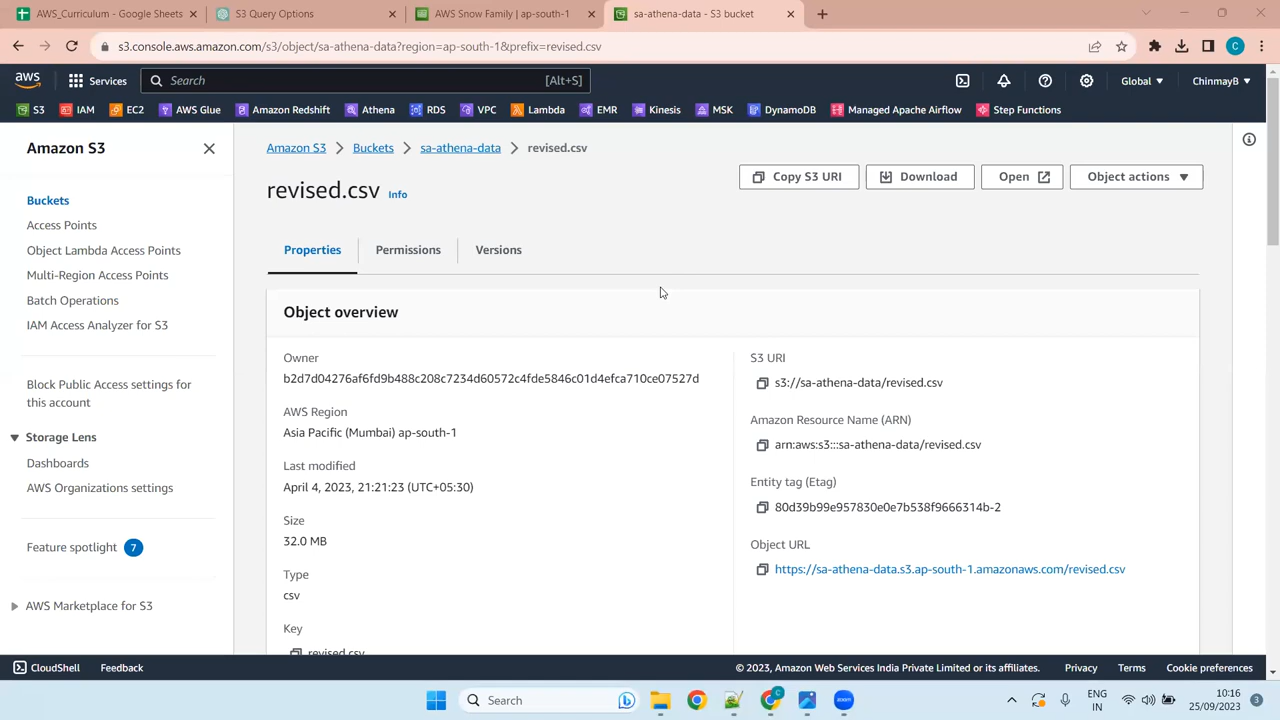 AWS_Curriculum - Google Sheets
S3 Query Options
AWS Snow Family | ap-south-1
sa-athena-data - S3 bucket
s3.console.aws.amazon.com/s3/object/sa-athena-data?region=ap-south-1&prefix=revised.csv
C
aws
Services
Search
[Alt+S]
Global
ChinmayB
S3
IAM
EC2
AWS Glue
Amazon Redshift
Athena
RDS
VPC
Lambda
EMR
Kinesis
MSK
DynamoDB
Managed Apache Airflow
Step Functions
Amazon S3
Buckets
Access Points
Object Lambda Access Points
Multi-Region Access Points
Batch Operations
IAM Access Analyzer for S3
Block Public Access settings for
this account
Storage Lens
Dashboards
AWS Organizations settings
Feature spotlight 7
AWS Marketplace for S3
Amazon S3 > Buckets > sa-athena-data > revised.csv
revised.csv Info
Copy S3 URI
Download
Open
Object actions
Properties
Permissions
Versions
Object overview
Owner
b2d7d04276af6fd9b488c208c7234d60572c4fde5846c01d4efca710ce07527d
AWS Region
Asia Pacific (Mumbai) ap-south-1
Last modified
April 4, 2023, 21:21:23 (UTC+05:30)
Size
32.0 MB
Type
csv
Key
revised.csv
S3 URI
s3://sa-athena-data/revised.csv
Amazon Resource Name (ARN)
arn:aws:s3:::sa-athena-data/revised.csv
Entity tag (Etag)
80d39b99e957830e0e7b538f9666314b-2
Object URL
https://sa-athena-data.s3.ap-south-1.amazonaws.com/revised.csv
CloudShell
Feedback
© 2023, Amazon Web Services India Private Limited or its affiliates.
Privacy
Terms
Cookie preferences
Search
C
zoom
ENG
IN
10:16
25/09/2023
3